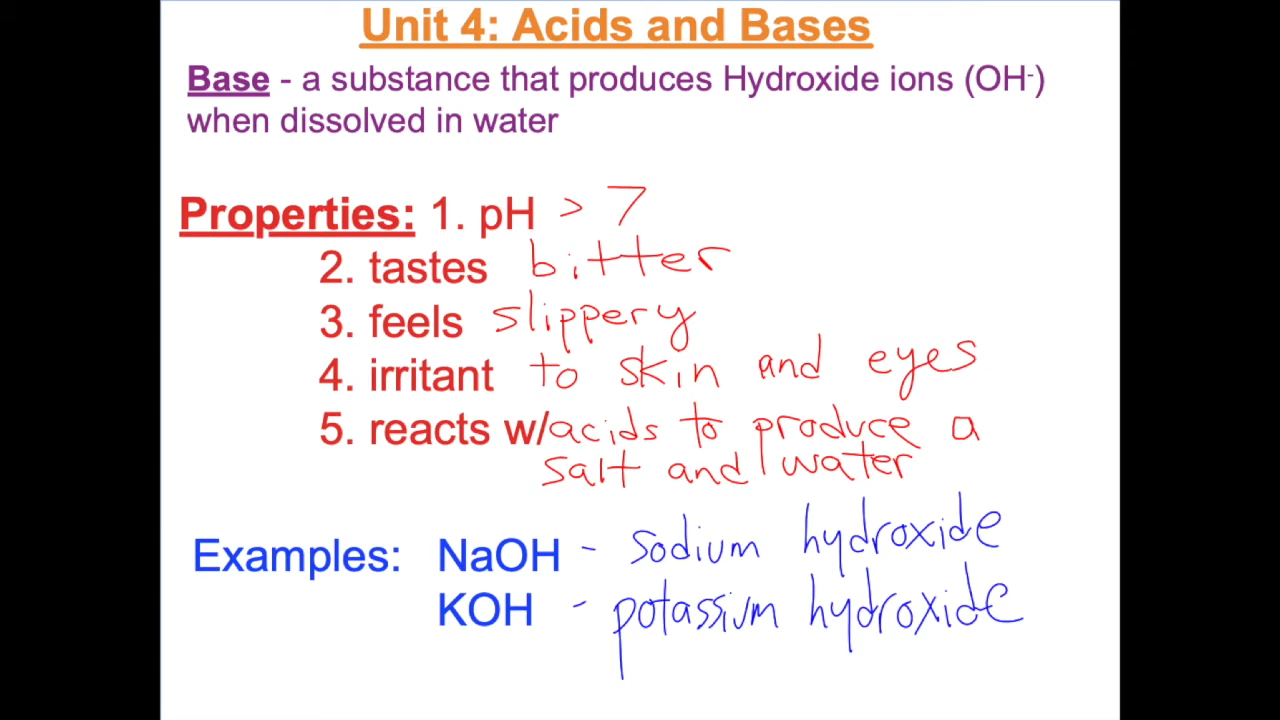 Unit 4: Acids and Bases
Base - a substance that produces Hydroxide ions (OH⁻)
when dissolved in water
Properties: 1. pH > 7
2. tastes bitter
3. feels slippery
4. irritant to skin and eyes
5. reacts w/acids to produce a
salt and water
Examples: NaOH - sodium hydroxide
KOH - potassium hydroxide